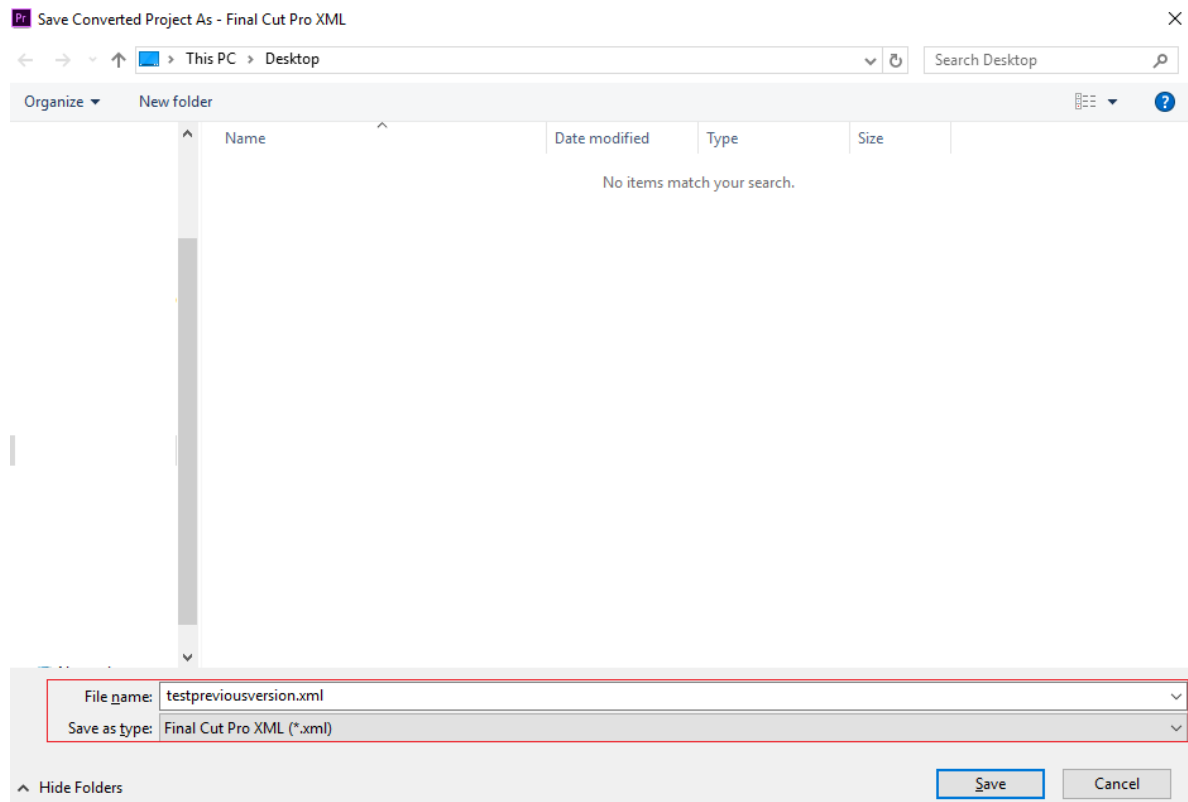 Pr Save Converted Project As - Final Cut Pro XML
This PC > Desktop
Search Desktop
Organize
New folder
Name
Date modified
Type
Size
No items match your search.
File name: testpreviousversion.xml
Save as type: Final Cut Pro XML (*.xml)
Hide Folders
Save
Cancel